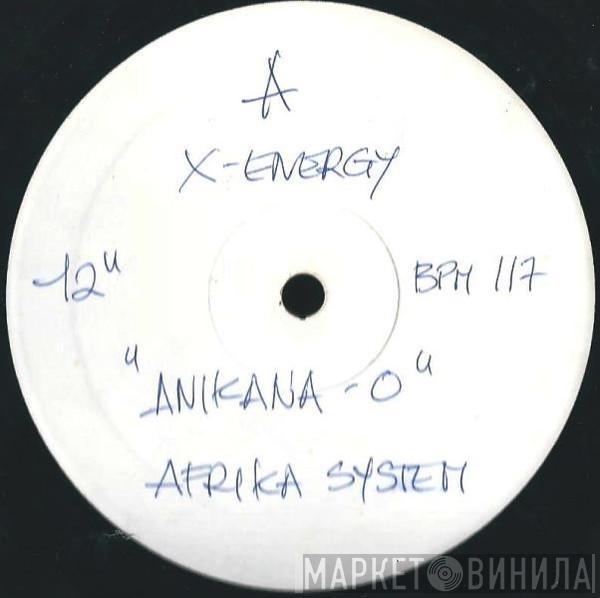 A
X-ENERGY
12" BPM 117
"ANIKANA-O"
AFRIKA SYSTEM
МАРКЕТ ВИНИЛА